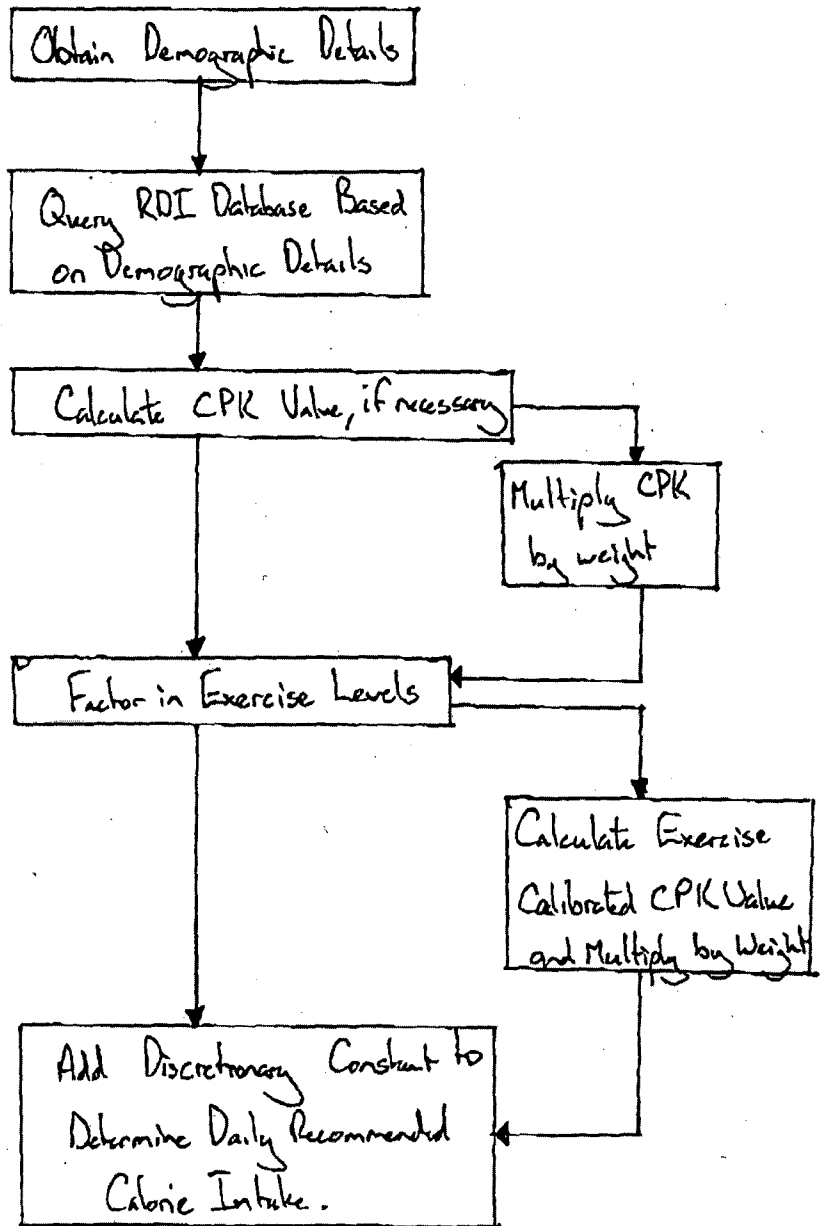 Obtain Demographic Details
Query RDI Database Based
on Demographic Details
Calculate CPK Value, if necessary
Multiply CPK
by weight
Factor in Exercise Levels
Calculate Exercise
Calibrated CPK Value
and Multiply by Weight
Add Discretionary Constant to
Determine Daily Recommended
Calorie Intake.